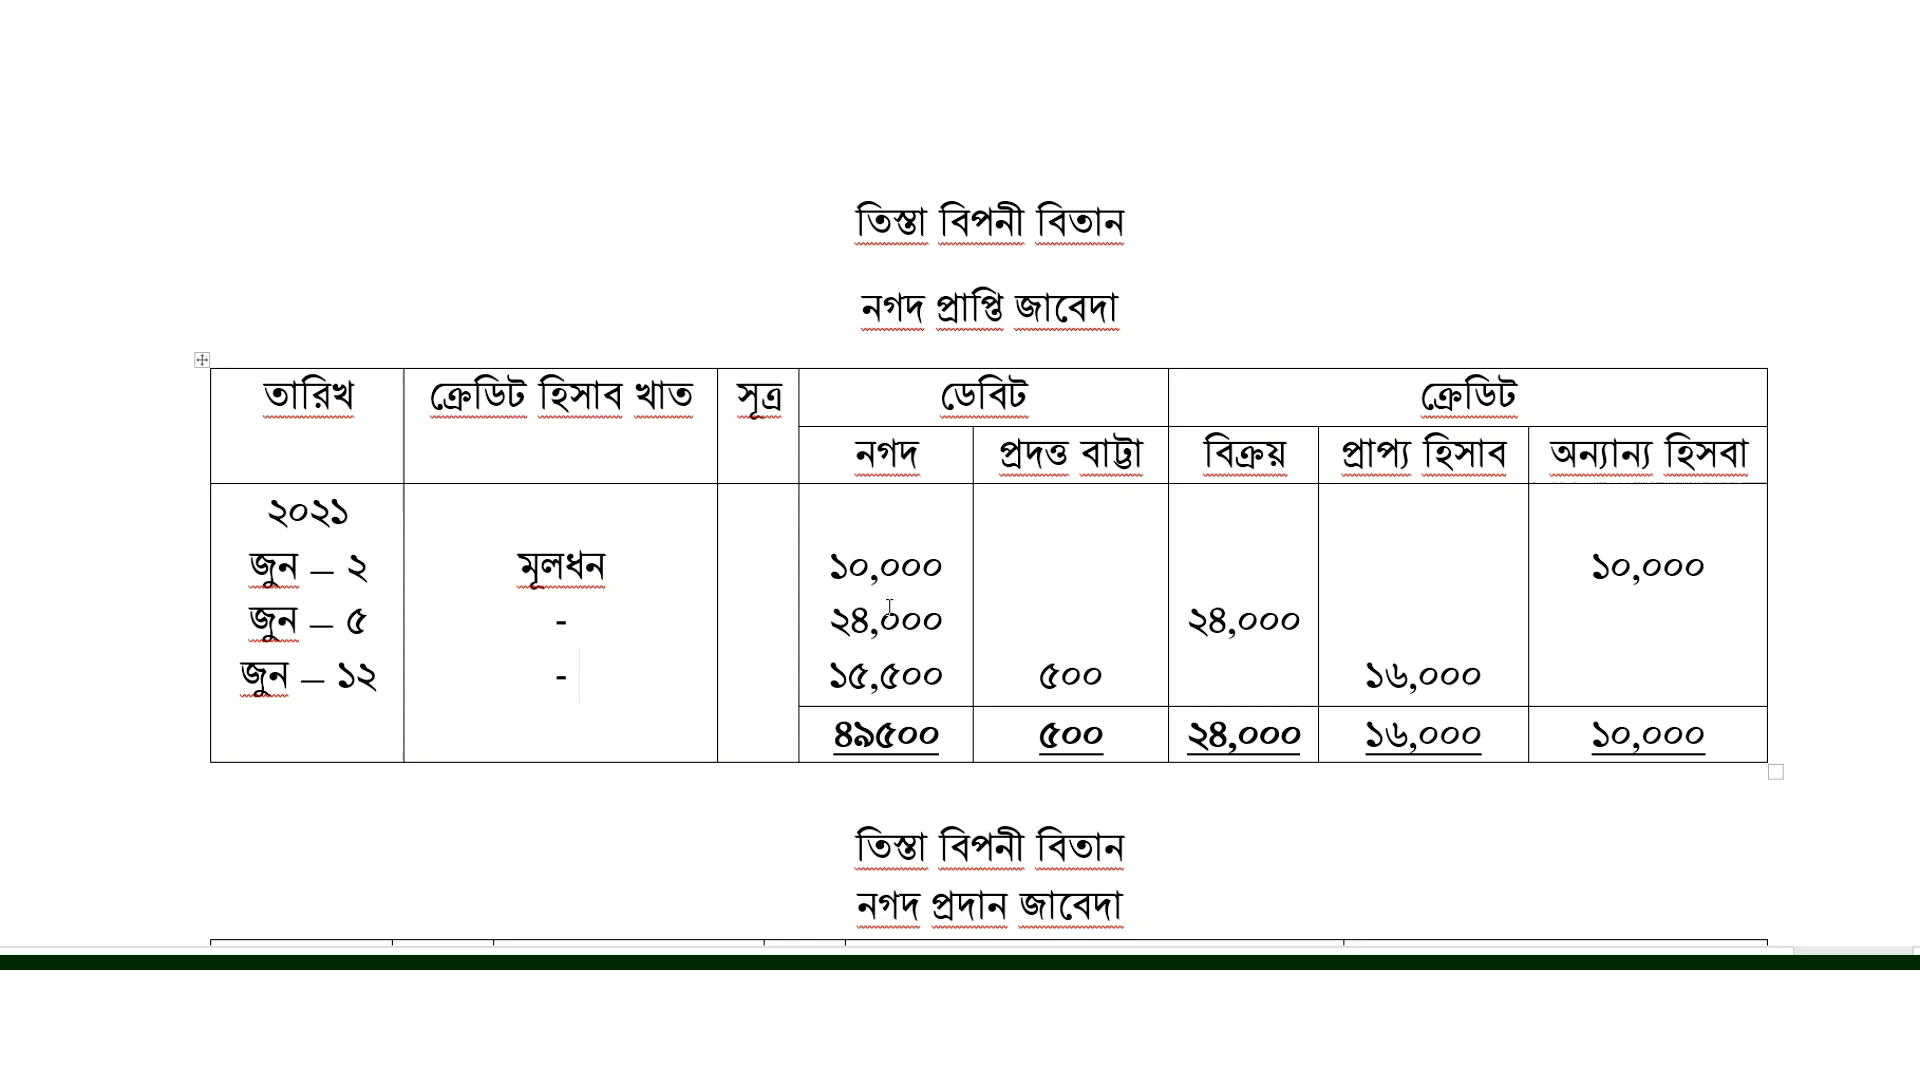 তিস্তা বিপনী বিতান
নগদ প্রাপ্তি জাবেদা
তারিখ ক্রেডিট হিসাব খাত সূত্র ডেবিট ক্রেডিট
নগদ প্রদত্ত বাট্টা বিক্রয় প্রাপ্য হিসাব অন্যান্য হিসবা
২০২১
জুন – ২ মূলধন ১০,০০০ ১০,০০০
জুন – ৫ - ২৪,০০০ ২৪,০০০
জুন – ১২ - ১৫,৫০০ ৫০০ ১৬,০০০
৪৯৫০০ ৫০০ ২৪,০০০ ১৬,০০০ ১০,০০০
তিস্তা বিপনী বিতান
নগদ প্রদান জাবেদা